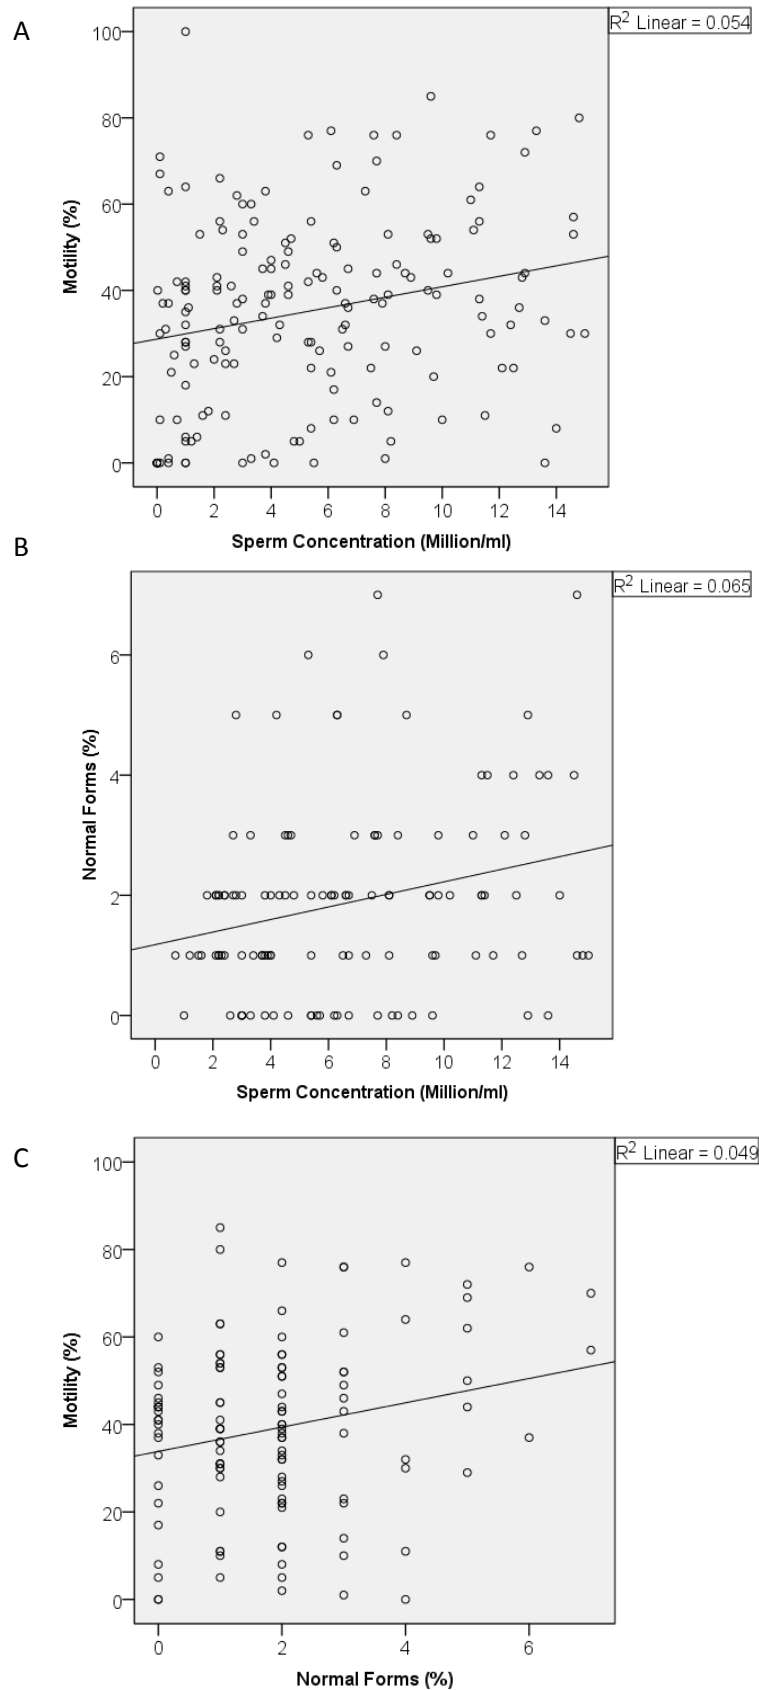 A
R² Linear = 0.054
100
80
60
40
20
0
Motility (%)
0 2 4 6 8 10 12 14
Sperm Concentration (Million/ml)
B
R² Linear = 0.065
6
4
2
0
Normal Forms (%)
0 2 4 6 8 10 12 14
Sperm Concentration (Million/ml)
C
R² Linear = 0.049
100
80
60
40
20
0
Motility (%)
0 2 4 6
Normal Forms (%)